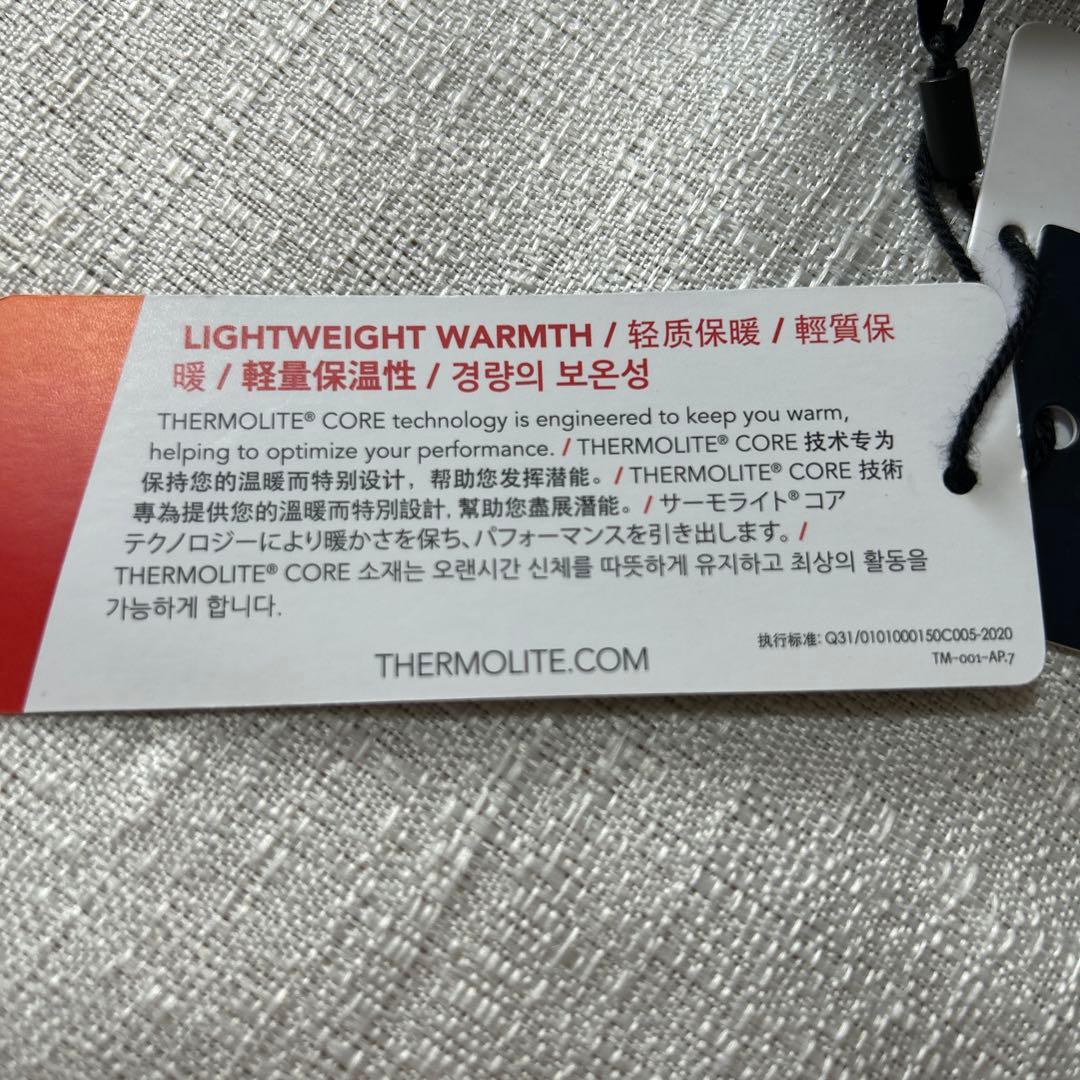 LIGHTWEIGHT WARMTH / 轻质保暖 / 輕質保
暖 / 軽量保温性 / 경량의 보온성
THERMOLITE® CORE technology is engineered to keep you warm,
helping to optimize your performance. / THERMOLITE® CORE 技术专为
保持您的温暖而特别设计，帮助您发挥潜能。/ THERMOLITE® CORE 技術
專為提供您的溫暖而特別設計, 幫助您盡展潛能。/ サーモライト® コア
テクノロジーにより暖かさを保ち、パフォーマンスを引き出します。/
THERMOLITE® CORE 소재는 오랜시간 신체를 따뜻하게 유지하고 최상의 활동을
가능하게 합니다.
执行标准: Q31/0101000150C005-2020
THERMOLITE.COM
TM-001-AP.7